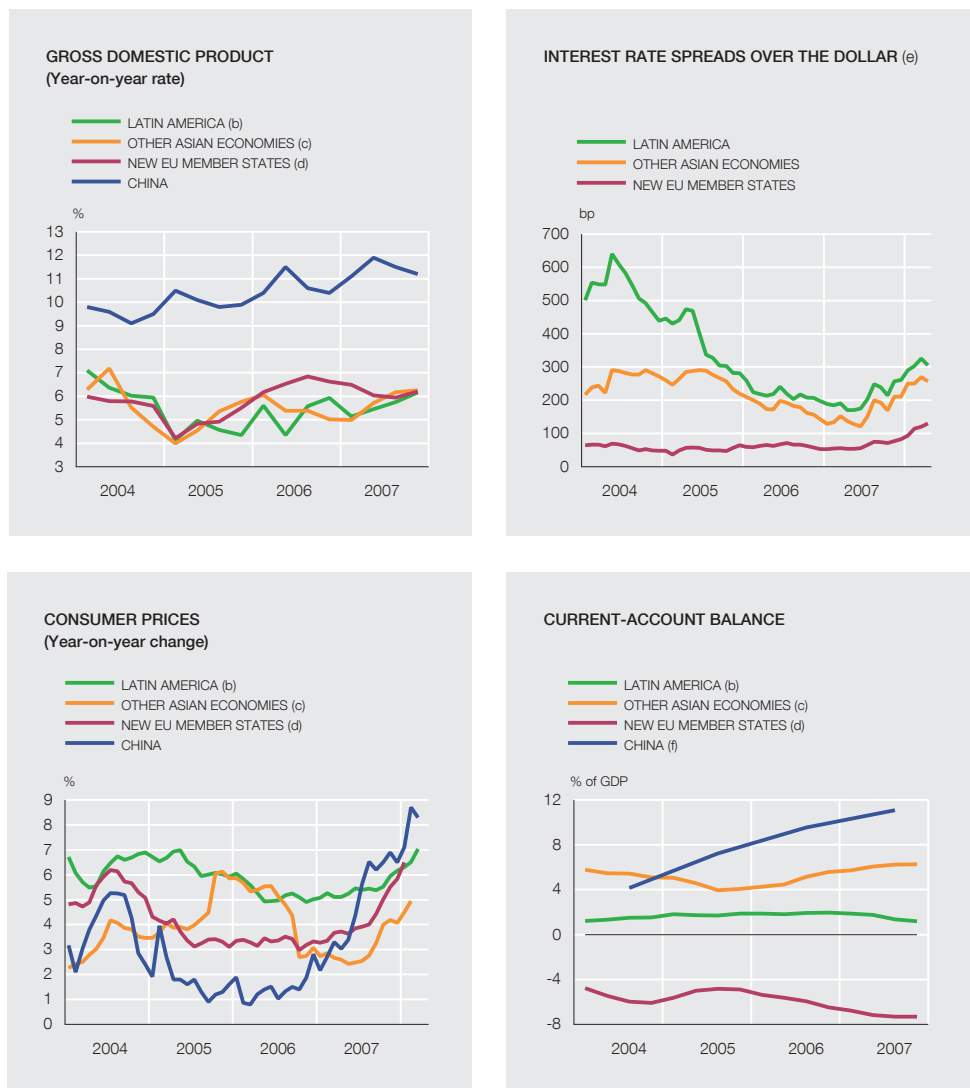 GROSS DOMESTIC PRODUCT
(Year-on-year rate)
LATIN AMERICA (b)
OTHER ASIAN ECONOMIES (c)
NEW EU MEMBER STATES (d)
CHINA
%
13
12
11
10
9
8
7
6
5
4
3
2004 2005 2006 2007
INTEREST RATE SPREADS OVER THE DOLLAR (e)
LATIN AMERICA
OTHER ASIAN ECONOMIES
NEW EU MEMBER STATES
bp
700
600
500
400
300
200
100
0
2004 2005 2006 2007
CONSUMER PRICES
(Year-on-year change)
LATIN AMERICA (b)
OTHER ASIAN ECONOMIES (c)
NEW EU MEMBER STATES (d)
CHINA
%
9
8
7
6
5
4
3
2
1
0
2004 2005 2006 2007
CURRENT-ACCOUNT BALANCE
LATIN AMERICA (b)
OTHER ASIAN ECONOMIES (c)
NEW EU MEMBER STATES (d)
CHINA (f)
% of GDP
12
8
4
0
-4
-8
2004 2005 2006 2007